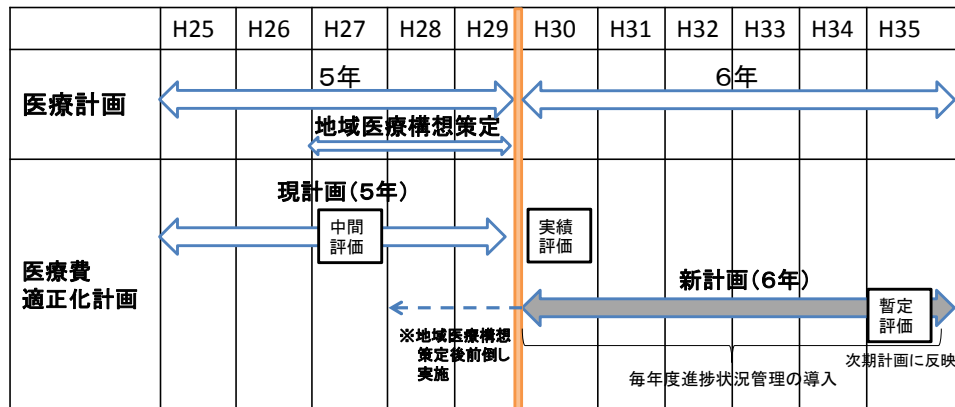 H25 H26 H27 H28 H29 H30 H31 H32 H33 H34 H35
医療計画
5年
6年
地域医療構想策定
医療費
適正化計画
現計画(5年)
中間
評価
実績
評価
新計画(6年)
暫定
評価
※地域医療構想
策定後前倒し
実施
毎年度進捗状況管理の導入
次期計画に反映